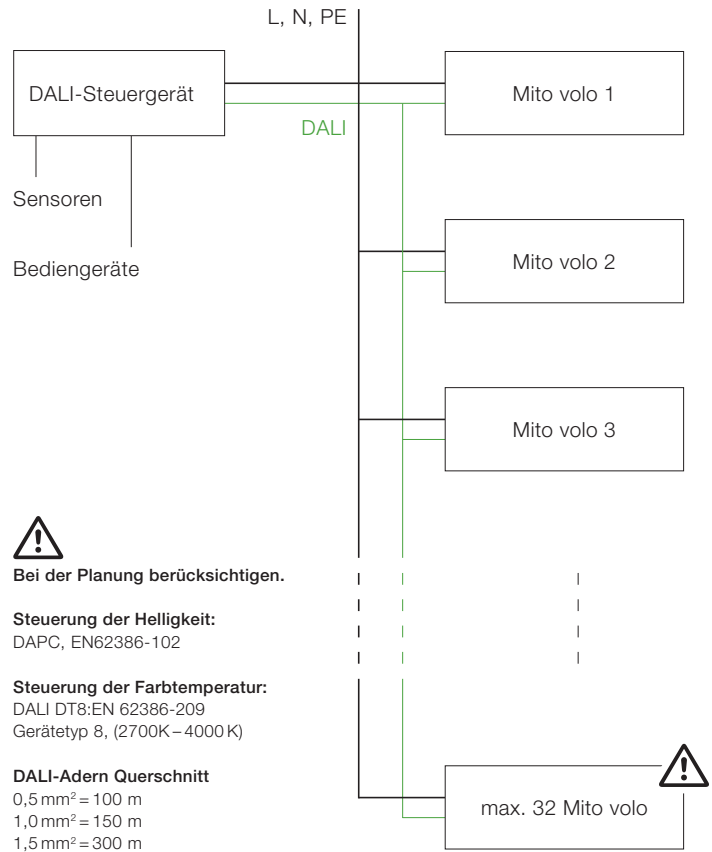 L, N, PE
DALI-Steuergerät
Mito volo 1
DALI
Sensoren
Bediengeräte
Mito volo 2
Mito volo 3
Bei der Planung berücksichtigen.
Steuerung der Helligkeit:
DAPC, EN62386-102
Steuerung der Farbtemperatur:
DALI DT8:EN 62386-209
Gerätetyp 8, (2700K – 4000 K)
DALI-Adern Querschnitt
0,5 mm² = 100 m
1,0 mm² = 150 m
1,5 mm² = 300 m
max. 32 Mito volo